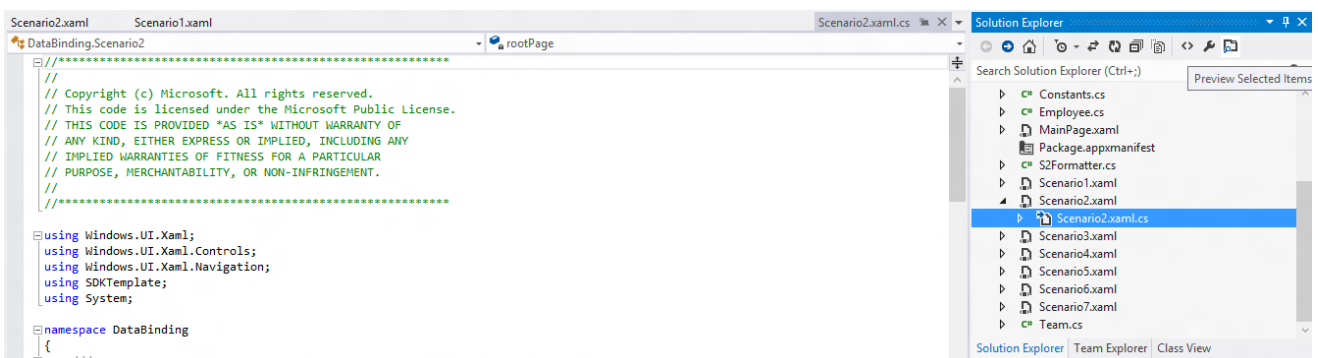 Scenario2.xaml Scenario1.xaml Scenario2.xaml.cs
DataBinding.Scenario2 rootPage
//*********************************************************
//
// Copyright (c) Microsoft. All rights reserved.
// This code is licensed under the Microsoft Public License.
// THIS CODE IS PROVIDED *AS IS* WITHOUT WARRANTY OF
// ANY KIND, EITHER EXPRESS OR IMPLIED, INCLUDING ANY
// IMPLIED WARRANTIES OF FITNESS FOR A PARTICULAR
// PURPOSE, MERCHANTABILITY, OR NON-INFRINGEMENT.
//
//*********************************************************
using Windows.UI.Xaml;
using Windows.UI.Xaml.Controls;
using Windows.UI.Xaml.Navigation;
using SDKTemplate;
using System;
namespace DataBinding
{
Solution Explorer
Search Solution Explorer (Ctrl+;)
Preview Selected Items
C# Constants.cs
C# Employee.cs
MainPage.xaml
Package.appxmanifest
C# S2Formatter.cs
Scenario1.xaml
Scenario2.xaml
Scenario2.xaml.cs
Scenario3.xaml
Scenario4.xaml
Scenario5.xaml
Scenario6.xaml
Scenario7.xaml
C# Team.cs
Solution Explorer Team Explorer Class View